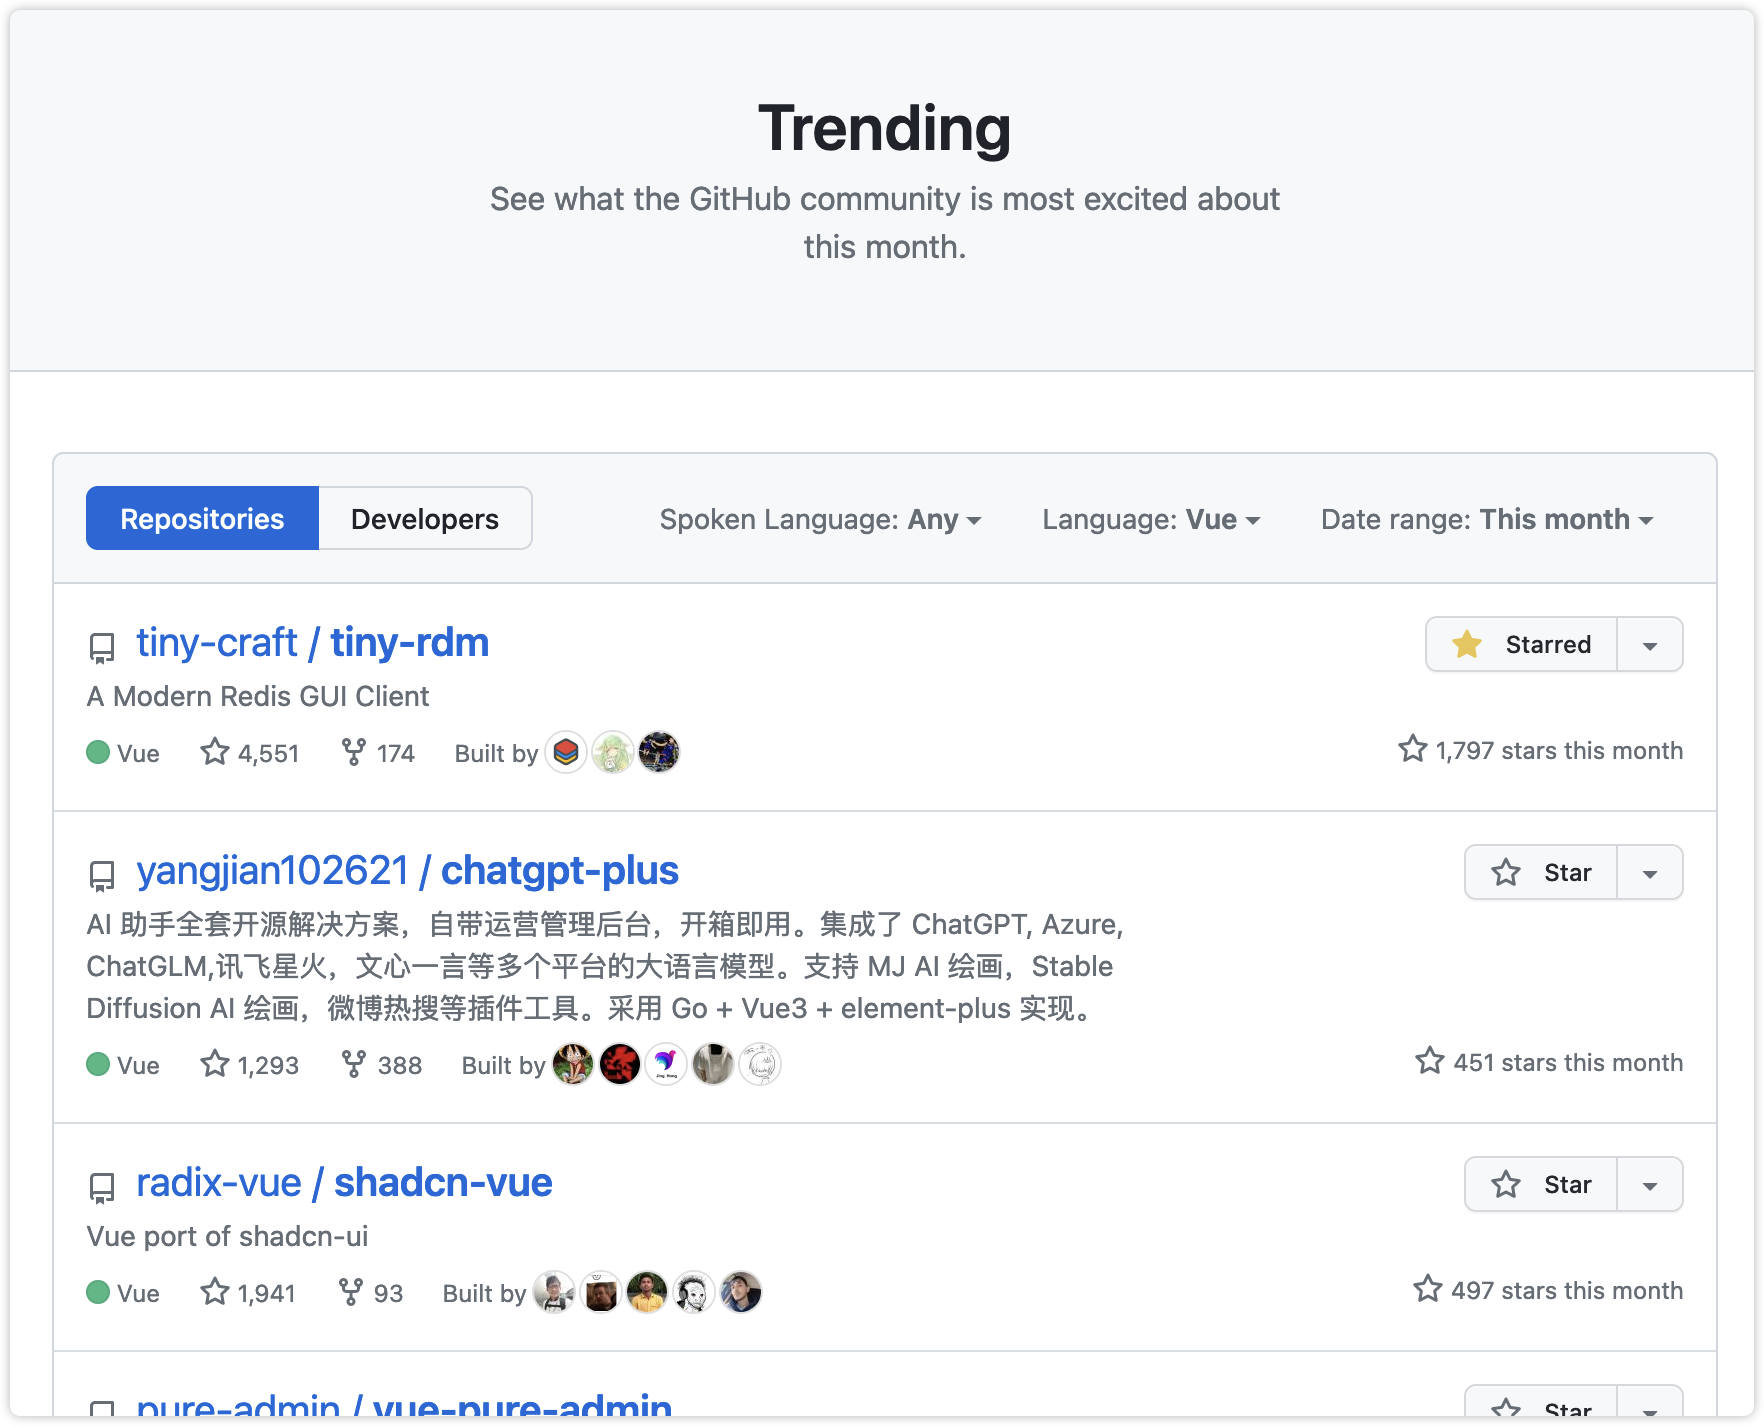 Trending
See what the GitHub community is most excited about
this month.
Repositories Developers Spoken Language: Any Language: Vue Date range: This month
tiny-craft / tiny-rdm Starred
A Modern Redis GUI Client
Vue 4,551 174 Built by 1,797 stars this month
yangjian102621 / chatgpt-plus Star
AI 助手全套开源解决方案，自带运营管理后台，开箱即用。集成了 ChatGPT, Azure,
ChatGLM,讯飞星火，文心一言等多个平台的大语言模型。支持 MJ AI 绘画，Stable
Diffusion AI 绘画，微博热搜等插件工具。采用 Go + Vue3 + element-plus 实现。
Vue 1,293 388 Built by 451 stars this month
radix-vue / shadcn-vue Star
Vue port of shadcn-ui
Vue 1,941 93 Built by 497 stars this month
pure-admin / vue-pure-admin Star